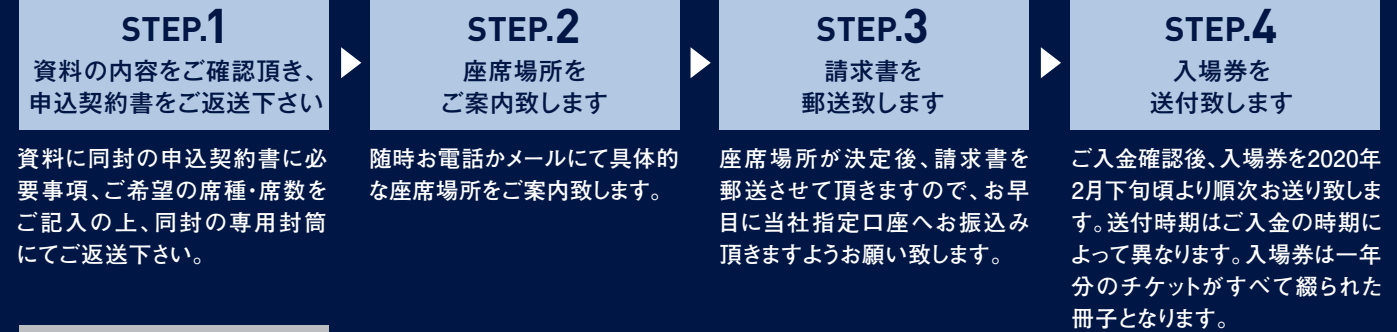 STEP.1
資料の内容をご確認頂き、
申込契約書をご返送下さい
資料に同封の申込契約書に必
要事項、ご希望の席種・席数を
ご記入の上、同封の専用封筒
にてご返送下さい。
STEP.2
座席場所を
ご案内致します
随時お電話かメールにて具体的
な座席場所をご案内致します。
STEP.3
請求書を
郵送致します
座席場所が決定後、請求書を
郵送させて頂きますので、お早
目に当社指定口座へお振込み
頂きますようお願い致します。
STEP.4
入場券を
送付致します
ご入金確認後、入場券を2020年
2月下旬頃より順次お送り致しま
す。送付時期はご入金の時期に
よって異なります。入場券は一年
分のチケットがすべて綴られた
冊子となります。